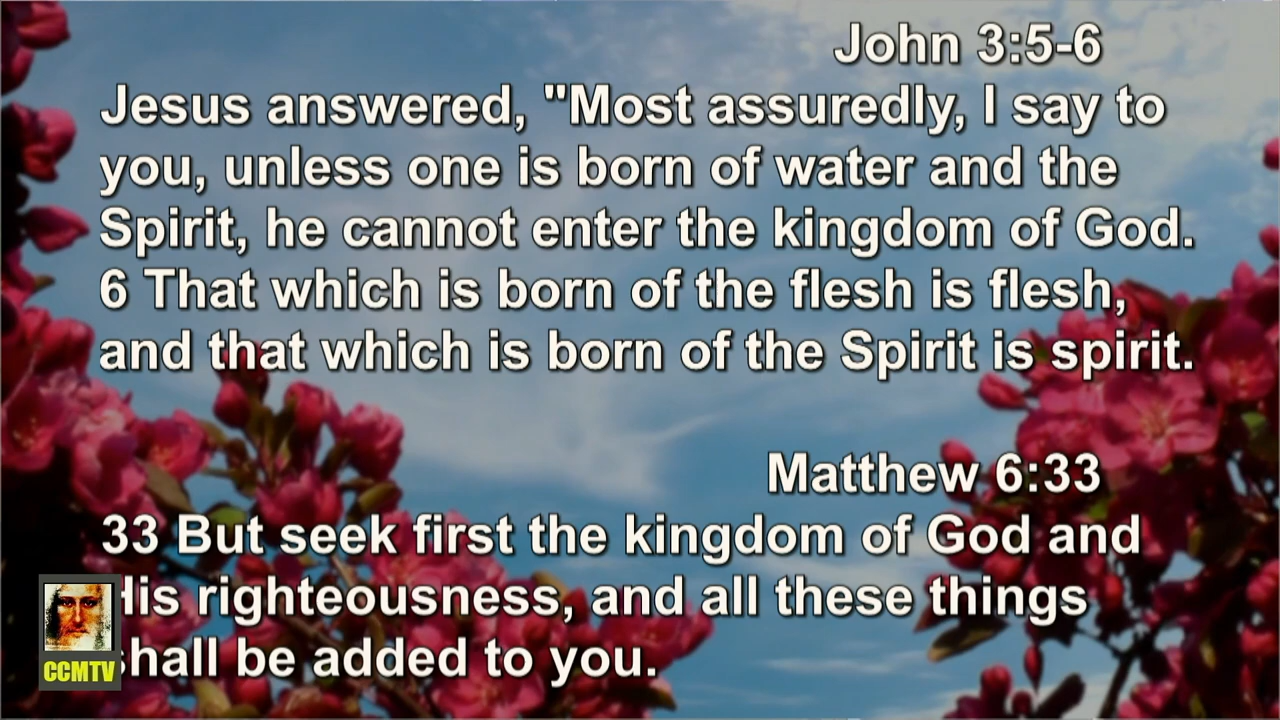 John 3:5-6
Jesus answered, "Most assuredly, I say to
you, unless one is born of water and the
Spirit, he cannot enter the kingdom of God.
6 That which is born of the flesh is flesh,
and that which is born of the Spirit is spirit.
Matthew 6:33
33 But seek first the kingdom of God and
His righteousness, and all these things
shall be added to you.
CCMTV